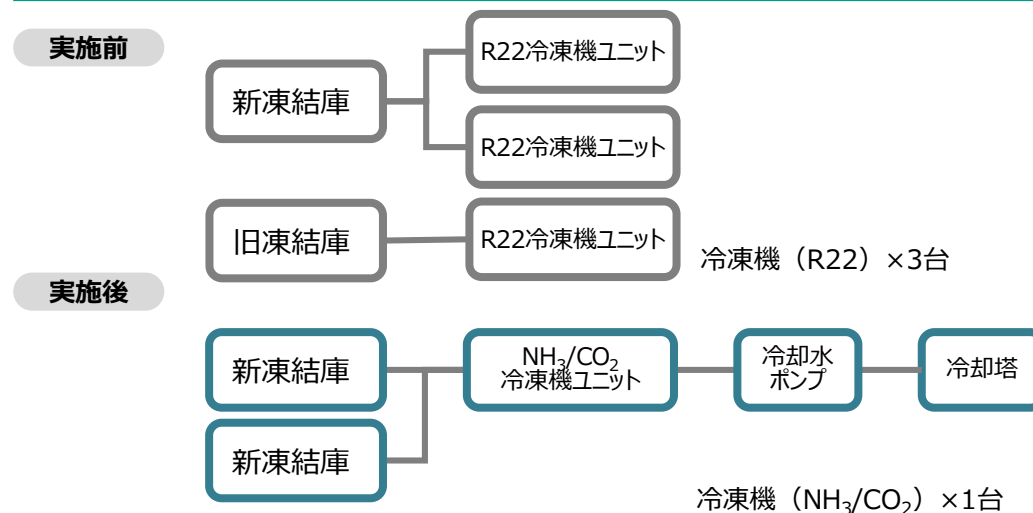 実施前
新凍結庫
R22冷凍機ユニット
R22冷凍機ユニット
旧凍結庫
R22冷凍機ユニット
冷凍機（R22）×3台
実施後
新凍結庫
NH₃/CO₂
冷凍機ユニット
冷却水
ポンプ
冷却塔
新凍結庫
冷凍機（NH₃/CO₂）×1台